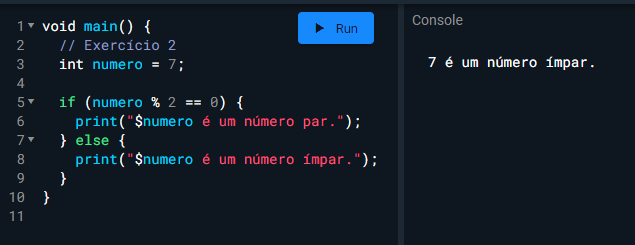 1 void main() {
2 // Exercício 2
3 int numero = 7;
4
5 if (numero % 2 == 0) {
6 print("$numero é um número par.");
7 } else {
8 print("$numero é um número ímpar.");
9 }
10 }
11
Run
Console
7 é um número ímpar.